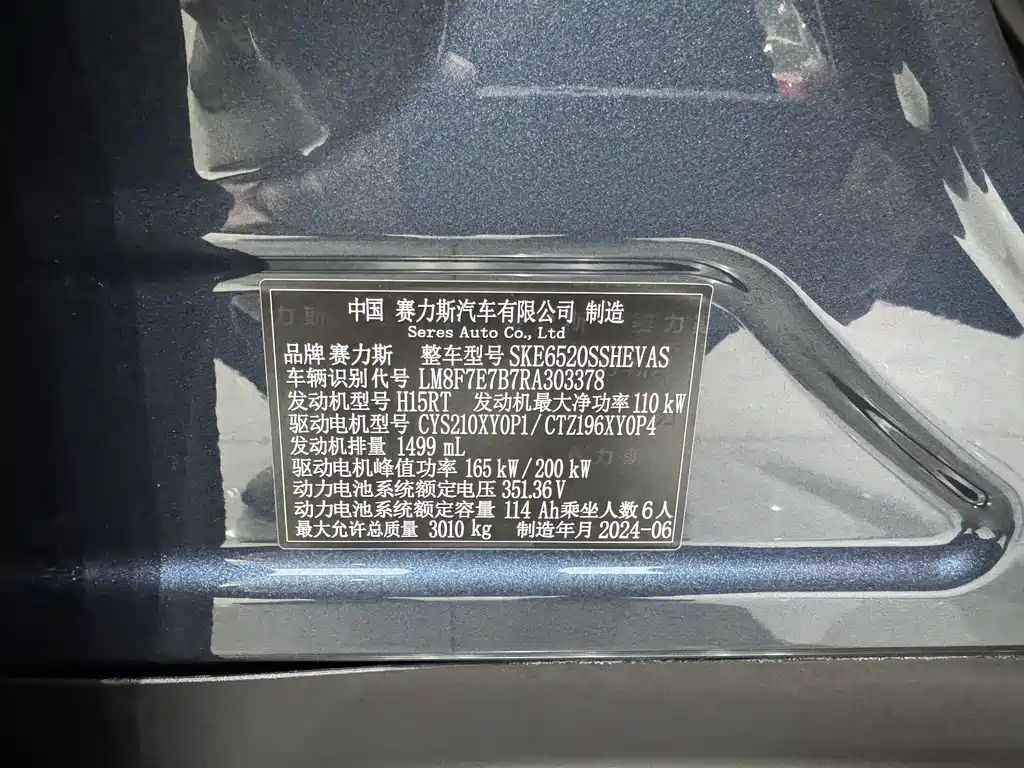 中国 赛力斯汽车有限公司 制造
Seres Auto Co., Ltd
品牌 赛力斯 整车型号 SKE6520SSHEVAS
车辆识别代号 LM8F7E7B7RA303378
发动机型号 H15RT 发动机最大净功率 110 kW
驱动电机型号 CYS210XY0P1/CTZ196XY0P4
发动机排量 1499 mL
驱动电机峰值功率 165 kW/200 kW
动力电池系统额定电压 351.36 V
动力电池系统额定容量 114 Ah 乘坐人数 6 人
最大允许总质量 3010 kg 制造年月 2024-06